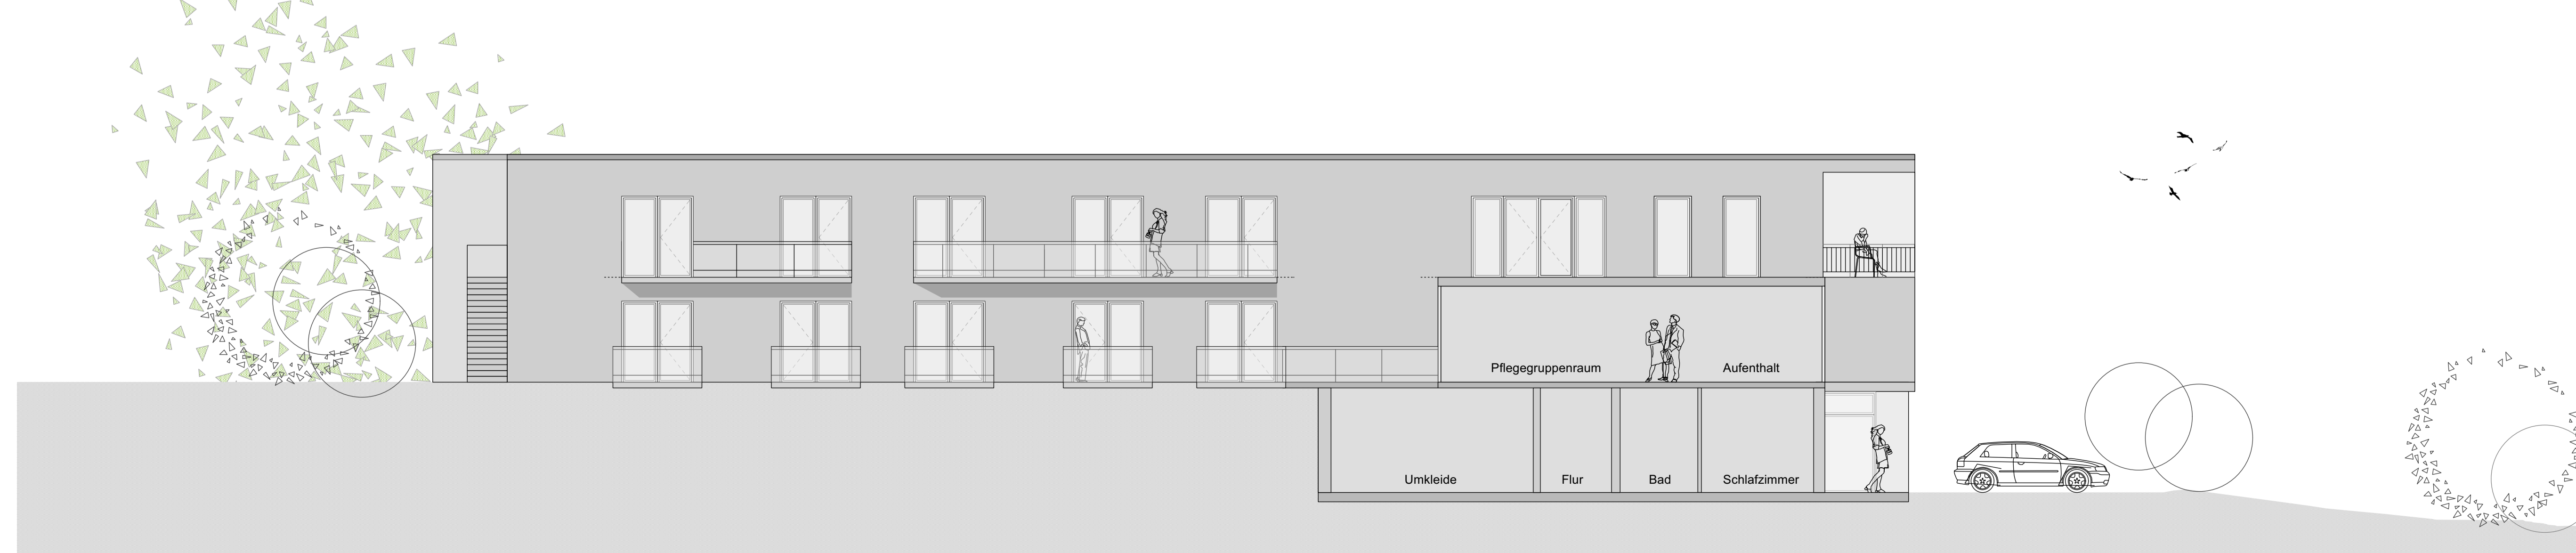 Pflegegruppenraum
Aufenthalt
Umkleide
Flur
Bad
Schlafzimmer